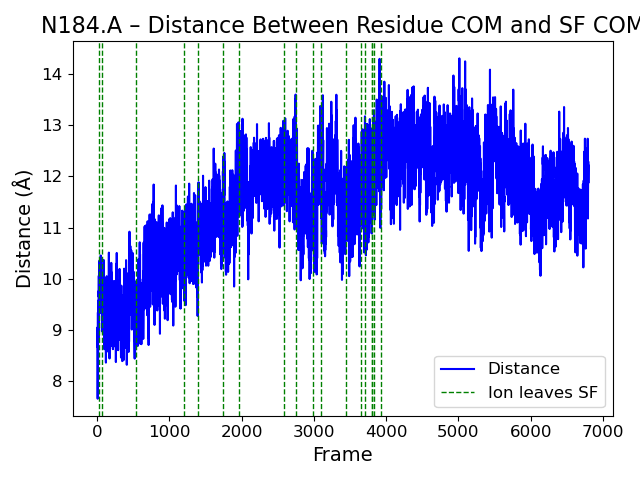 N184.A – Distance Between Residue COM and SF COM
14
13
12
11
10
9
8
Distance (Å)
0 1000 2000 3000 4000 5000 6000 7000
Frame
Distance
Ion leaves SF